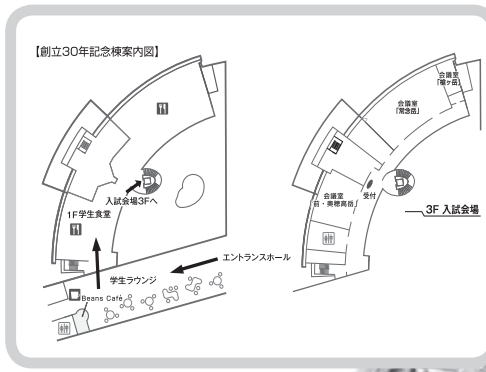 【創立30年記念棟案内図】
会議室
「槍ヶ岳」
会議室
「常念岳」
入試会場3Fへ
1F 学生食堂
会議室
「前・奥穂高岳」
受付
3F 入試会場
エントランスホール
学生ラウンジ
Beans Café